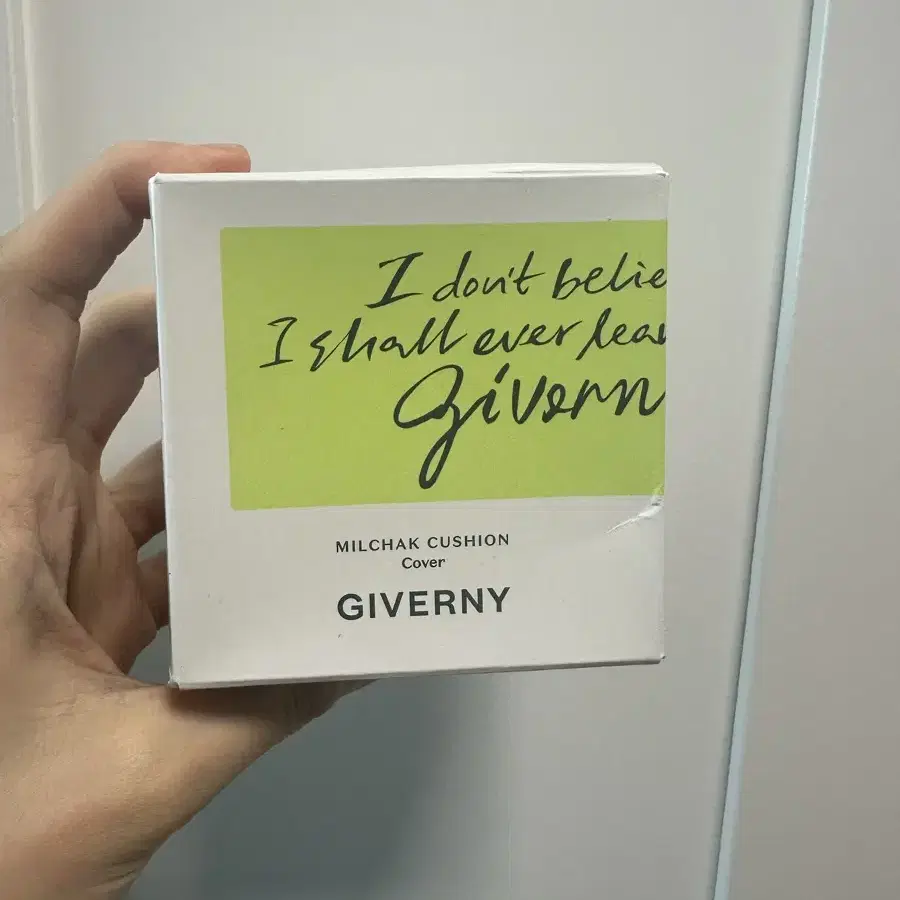 I don't belie
I shall ever lea
Givern
MILCHAK CUSHION
Cover
GIVERNY